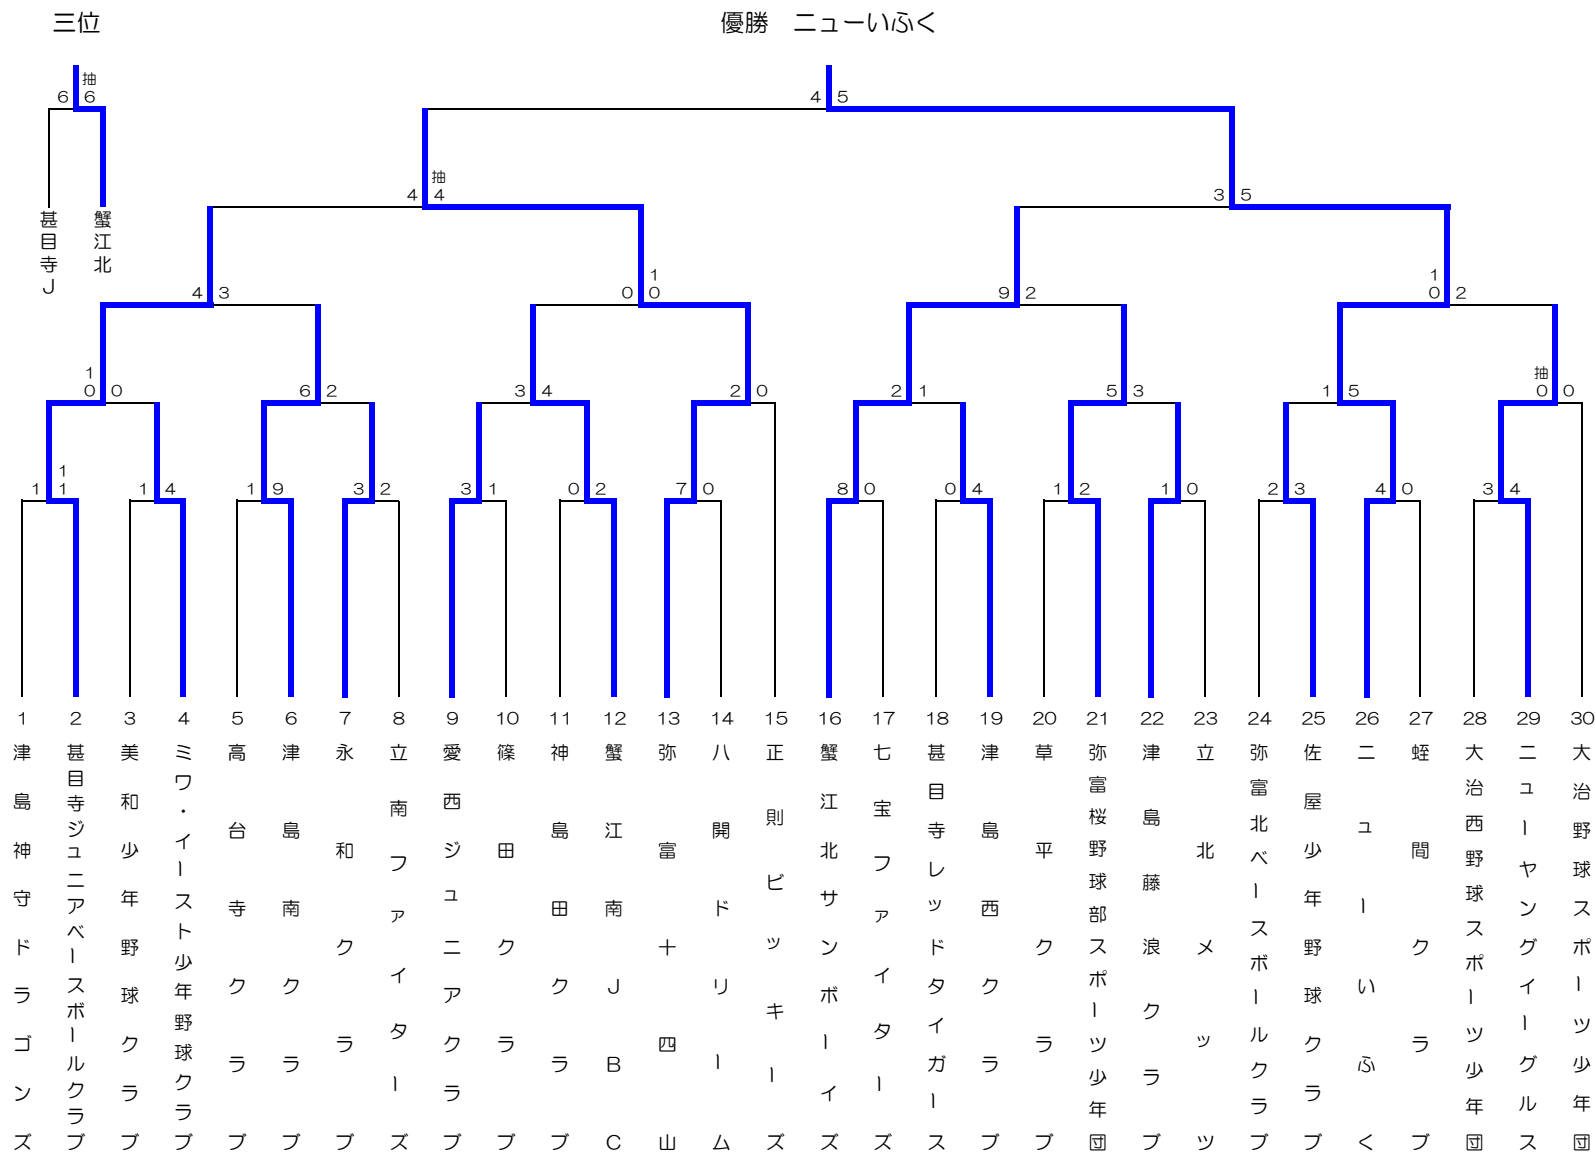 三位
優勝　ニューいふく
抽
6 6
4 5
抽
4 4
3 5
甚目寺J
蟹江北
4 3
0 10
9 2
10 2
10 0
6 2
3 4
2 0
2 1
5 3
1 5
抽
0 0
1 11
1 4
1 9
3 2
3 1
0 2
7 0
8 0
0 4
1 2
1 0
2 3
4 0
3 4
1 津島神守ドラゴンズ
2 甚目寺ジュニアベースボールクラブ
3 美和少年野球クラブ
4 ミワ・イースト少年野球クラブ
5 高台寺クラブ
6 津島南クラブ
7 永和クラブ
8 立南ファイターズ
9 愛西ジュニアクラブ
10 篠田クラブ
11 神島田クラブ
12 蟹江南JBC
13 弥富十四山
14 八開ドリーム
15 正則ビッキーズ
16 蟹江北サンボーイズ
17 七宝ファイターズ
18 甚目寺レッドタイガース
19 津島西クラブ
20 草平クラブ
21 弥富桜野球部スポーツ少年団
22 津島藤浪クラブ
23 立北メッツ
24 弥富北ベースボールクラブ
25 佐屋少年野球クラブ
26 ニューいふく
27 蛭間クラブ
28 大治西野球スポーツ少年団
29 ニューヤングイーグルス
30 大治野球スポーツ少年団